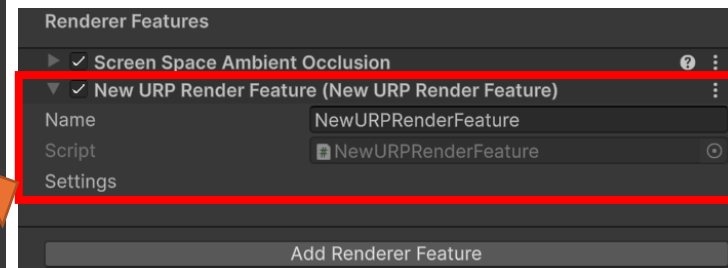 Renderer Features
Screen Space Ambient Occlusion
New URP Render Feature (New URP Render Feature)
Name NewURPRenderFeature
Script # NewURPRenderFeature
Settings
Add Renderer Feature